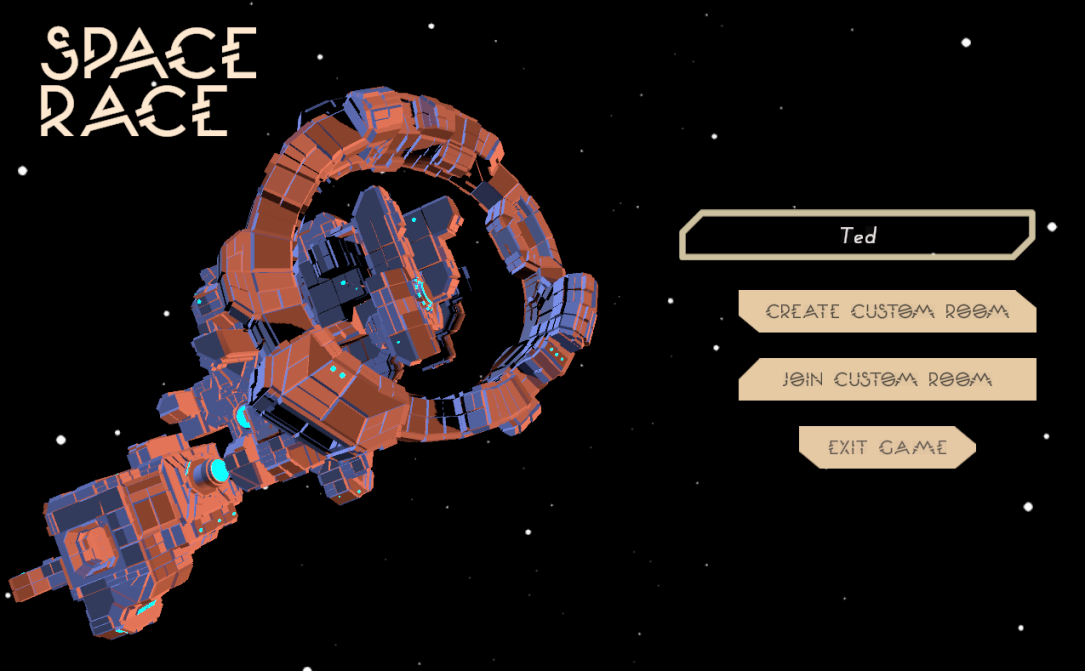 SPACE
RACE
Ted
CREATE CUSTOM ROOM
JOIN CUSTOM ROOM
EXIT GAME